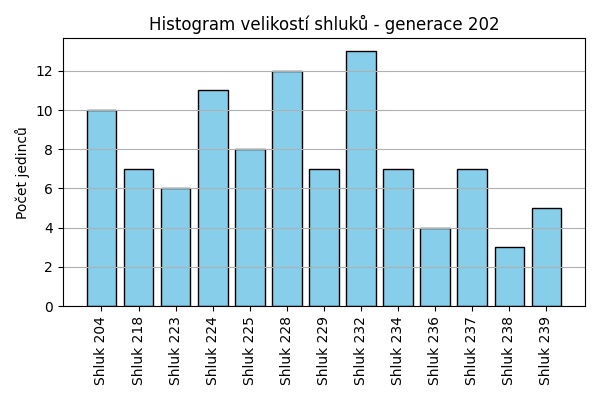 Histogram velikostí shluků - generace 202
Počet jedinců
12
10
8
6
4
2
0
Shluk 204
Shluk 218
Shluk 223
Shluk 224
Shluk 225
Shluk 228
Shluk 229
Shluk 232
Shluk 234
Shluk 236
Shluk 237
Shluk 238
Shluk 239